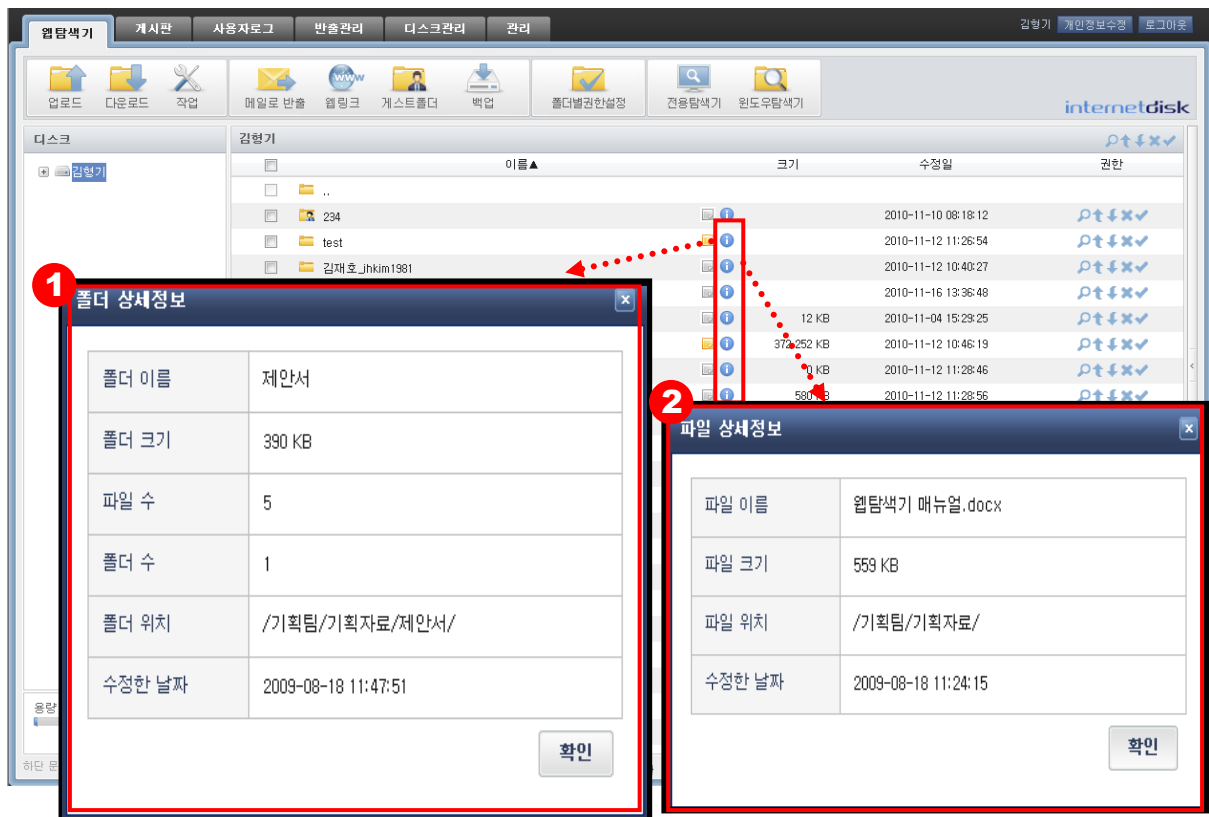 웹탐색기 게시판 사용자로그 반출관리 디스크관리 관리 김형기 개인정보수정 로그아웃
업로드 다운로드 작업 메일로 반출 웹링크 게스트폴더 백업 폴더별권한설정 전용탐색기 윈도우탐색기
www
internetdisk
디스크 김형기
김형기
이름▲ 크기 수정일 권한
..
234 2010-11-10 08:18:12
test 2010-11-12 11:26:54
김재호_jhkim1981 2010-11-12 10:40:27
2010-11-16 13:36:48
12 KB 2010-11-04 15:29:25
372,252 KB 2010-11-12 10:46:19
0 KB 2010-11-12 11:28:46
580 KB 2010-11-12 11:28:56
1
폴더 상세정보
폴더 이름 제안서
폴더 크기 390 KB
파일 수 5
폴더 수 1
폴더 위치 /기획팀/기획자료/제안서/
수정한 날짜 2009-08-18 11:47:51
확인
2
파일 상세정보
파일 이름 웹탐색기 매뉴얼.docx
파일 크기 559 KB
파일 위치 /기획팀/기획자료/
수정한 날짜 2009-08-18 11:24:15
확인
용량
하단